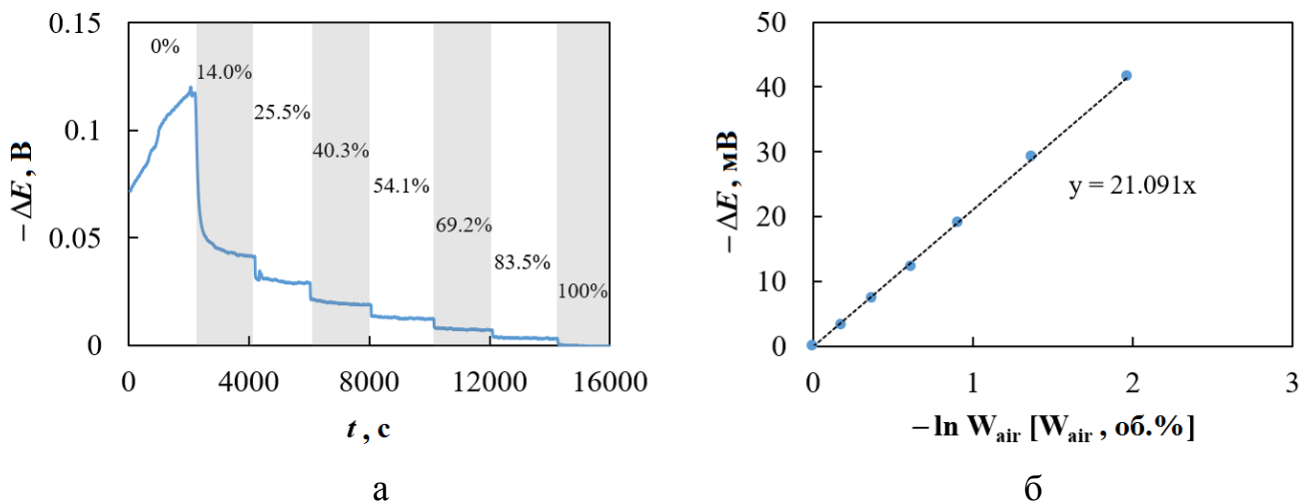 0.15
0.1
0.05
0
− ΔE, В
0%
14.0%
25.5%
40.3%
54.1%
69.2%
83.5%
100%
0 4000 8000 12000 16000
t, с
а
50
40
30
20
10
0
− ΔE, мВ
y = 21.091x
0 1 2 3
− ln Wair [Wair , об.%]
б